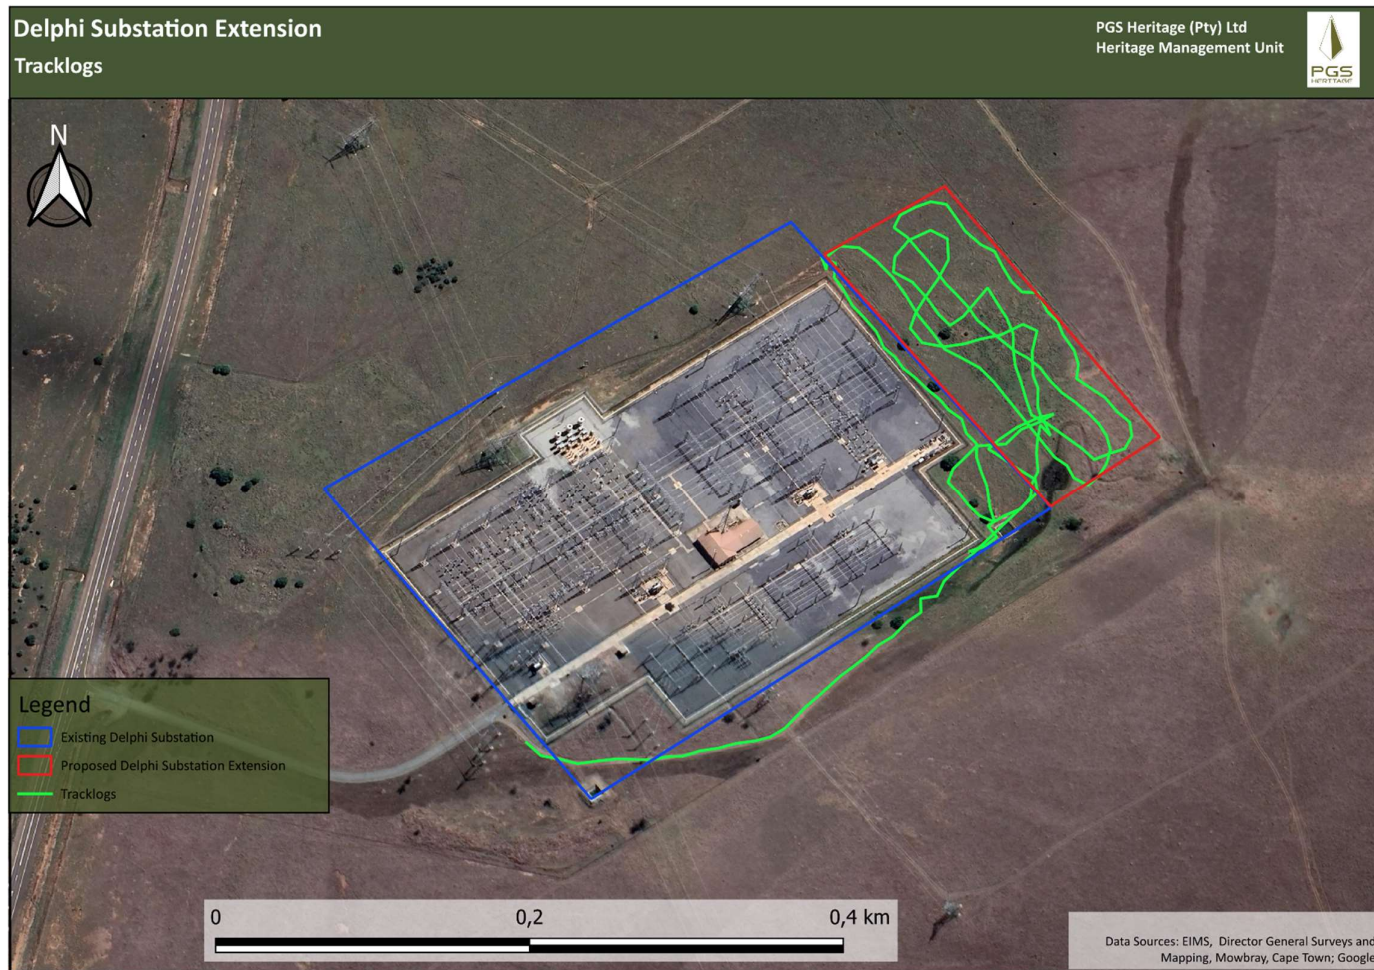 Delphi Substation Extension
Tracklogs
PGS Heritage (Pty) Ltd
Heritage Management Unit
PGS
HERITAGE
N
Legend
Existing Delphi Substation
Proposed Delphi Substation Extension
Tracklogs
0 0,2 0,4 km
Data Sources: EIMS, Director General Surveys and
Mapping, Mowbray, Cape Town; Google